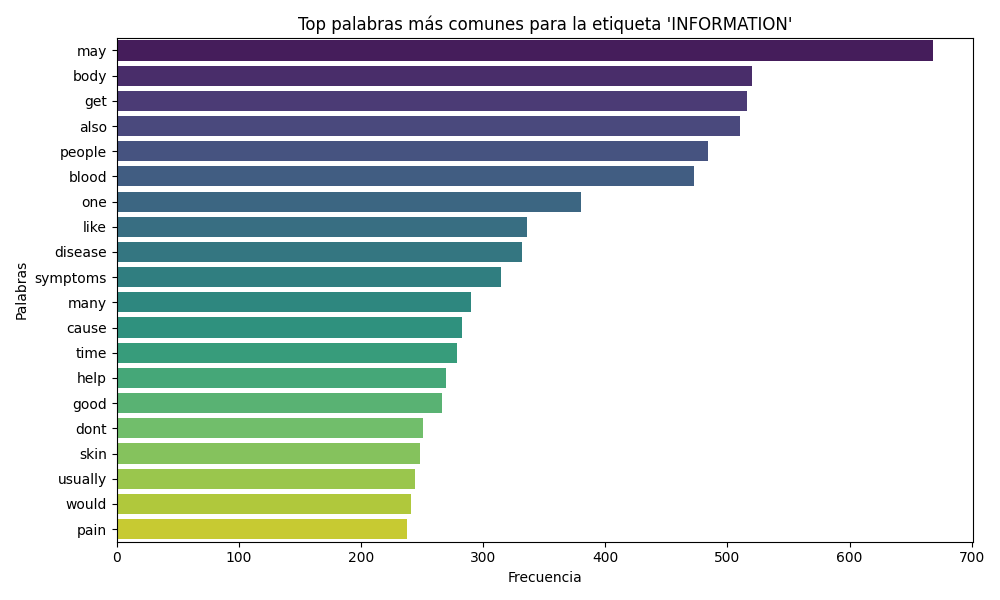 Top palabras más comunes para la etiqueta 'INFORMATION'
may
body
get
also
people
blood
one
like
disease
symptoms
many
cause
time
help
good
dont
skin
usually
would
pain
Palabras
0 100 200 300 400 500 600 700
Frecuencia